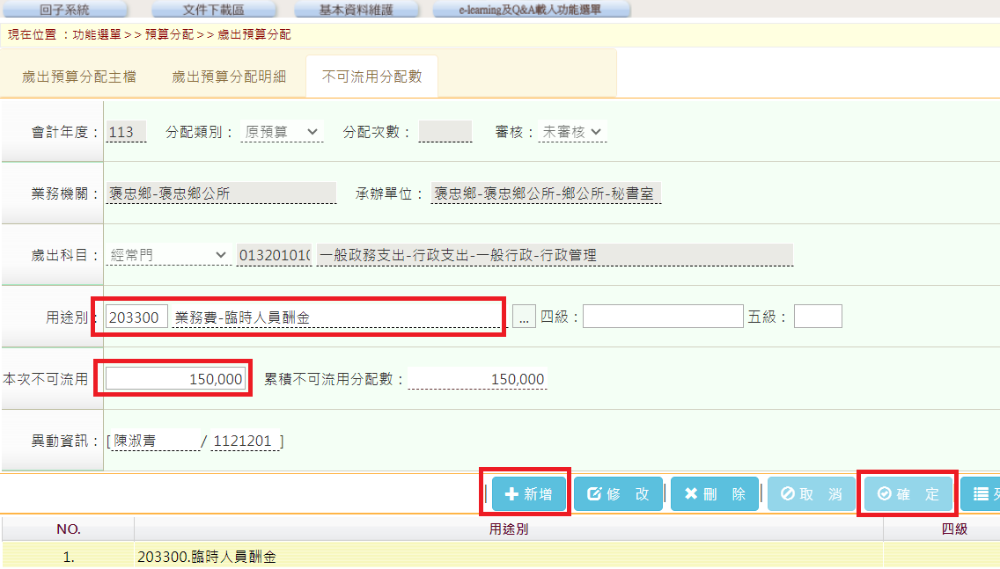 回子系統 文件下載區 基本資料維護 e-learning及Q&A載入功能選單
現在位置 ：功能選單>>預算分配>>歲出預算分配
歲出預算分配主檔 歲出預算分配明細 不可流用分配數
會計年度： 113 分配類別： 原預算 分配次數： 審核： 未審核
業務機關： 褒忠鄉-褒忠鄉公所 承辦單位： 褒忠鄉-褒忠鄉公所-鄉公所-秘書室
歲出科目： 經常門 013201010 一般政務支出-行政支出-一般行政-行政管理
用途別： 203300 業務費-臨時人員酬金 ... 四級： 五級：
本次不可流用 150,000 累積不可流用分配數： 150,000
異動資訊： [ 陳淑青 / 1121201 ]
新增 修 改 刪 除 取 消 確 定
NO. 用途別 四級
1. 203300.臨時人員酬金